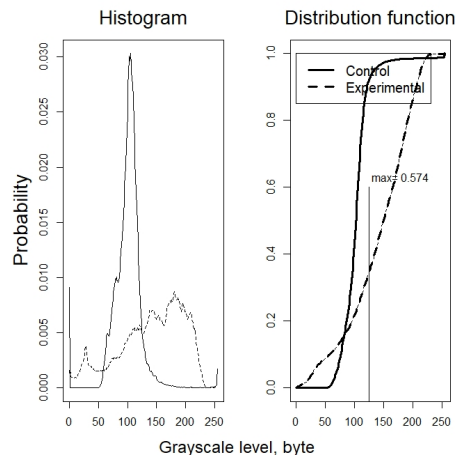 Histogram
Distribution function
Probability
0.000 0.005 0.010 0.015 0.020 0.025 0.030
0 50 100 150 200 250
0.0 0.2 0.4 0.6 0.8 1.0
Control
Experimental
max= 0.574
0 50 100 150 200 250
Grayscale level, byte